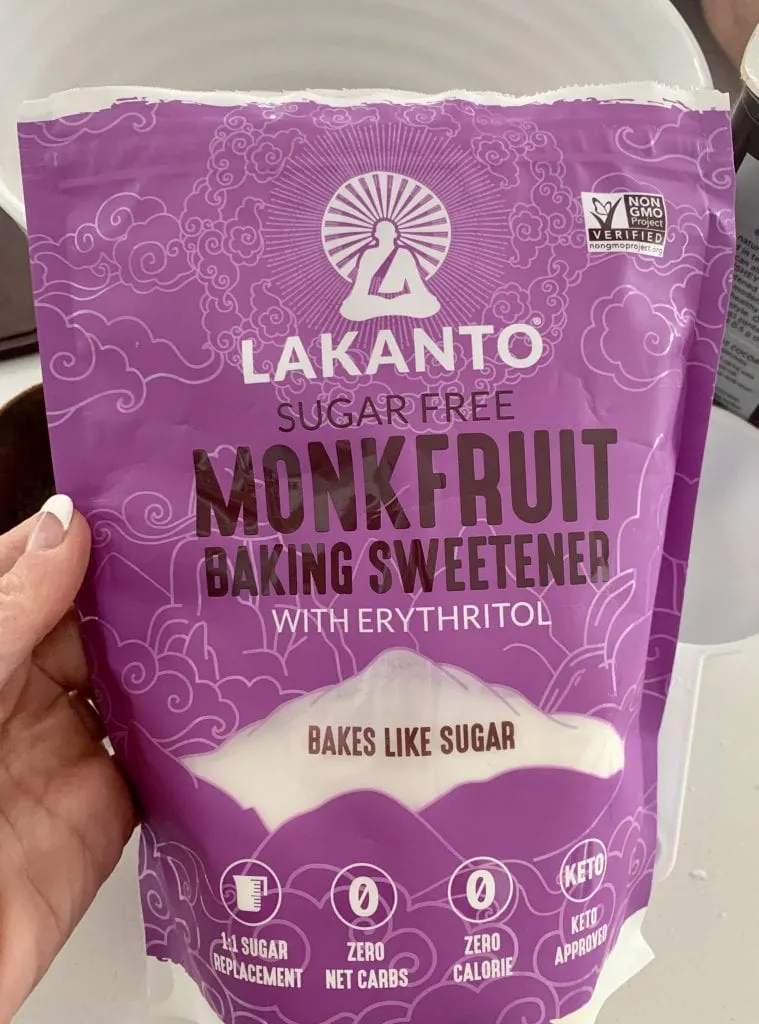 NON
GMO
Project
VERIFIED
nongmoproject.org
LAKANTO®
SUGAR FREE
MONKFRUIT
BAKING SWEETENER
WITH ERYTHRITOL
BAKES LIKE SUGAR
1:1 SUGAR
REPLACEMENT
0
ZERO
NET CARBS
0
ZERO
CALORIE
KETO
KETO
APPROVED